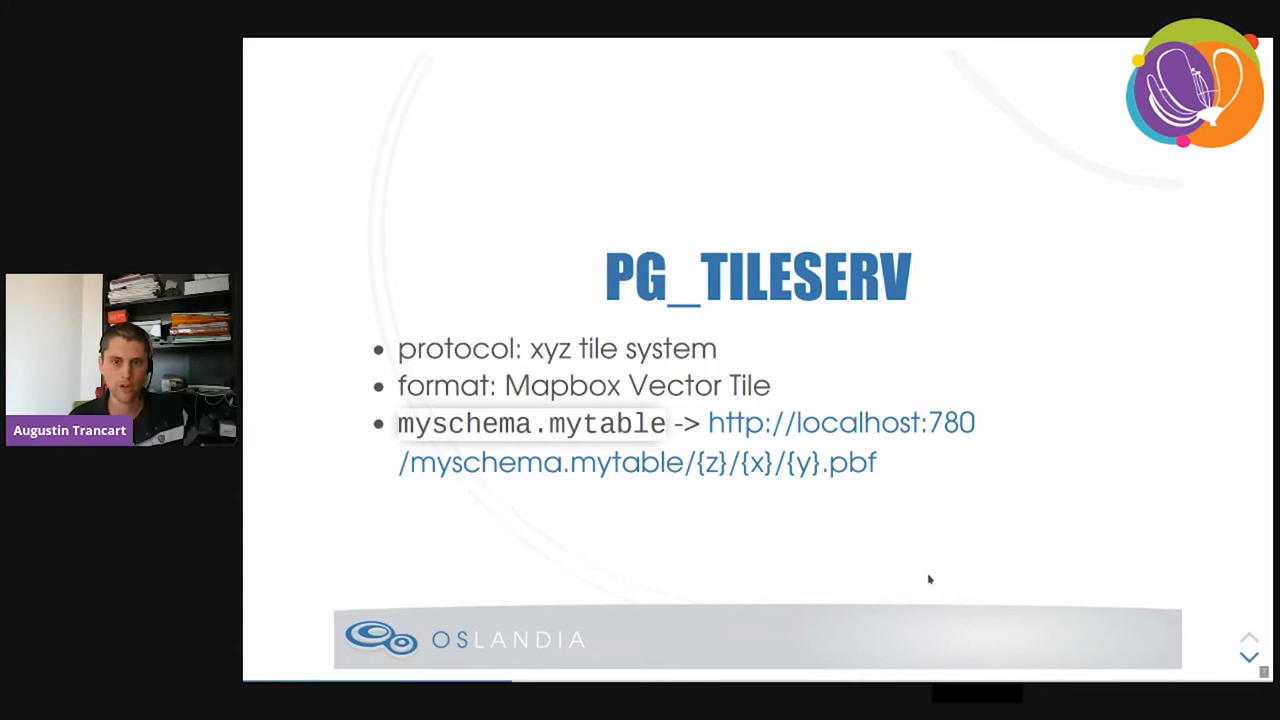 PG_TILESERV
• protocol: xyz tile system
• format: Mapbox Vector Tile
• myschema.mytable -> http://localhost:780
/myschema.mytable/{z}/{x}/{y}.pbf
Augustin Trancart
OSLANDIA